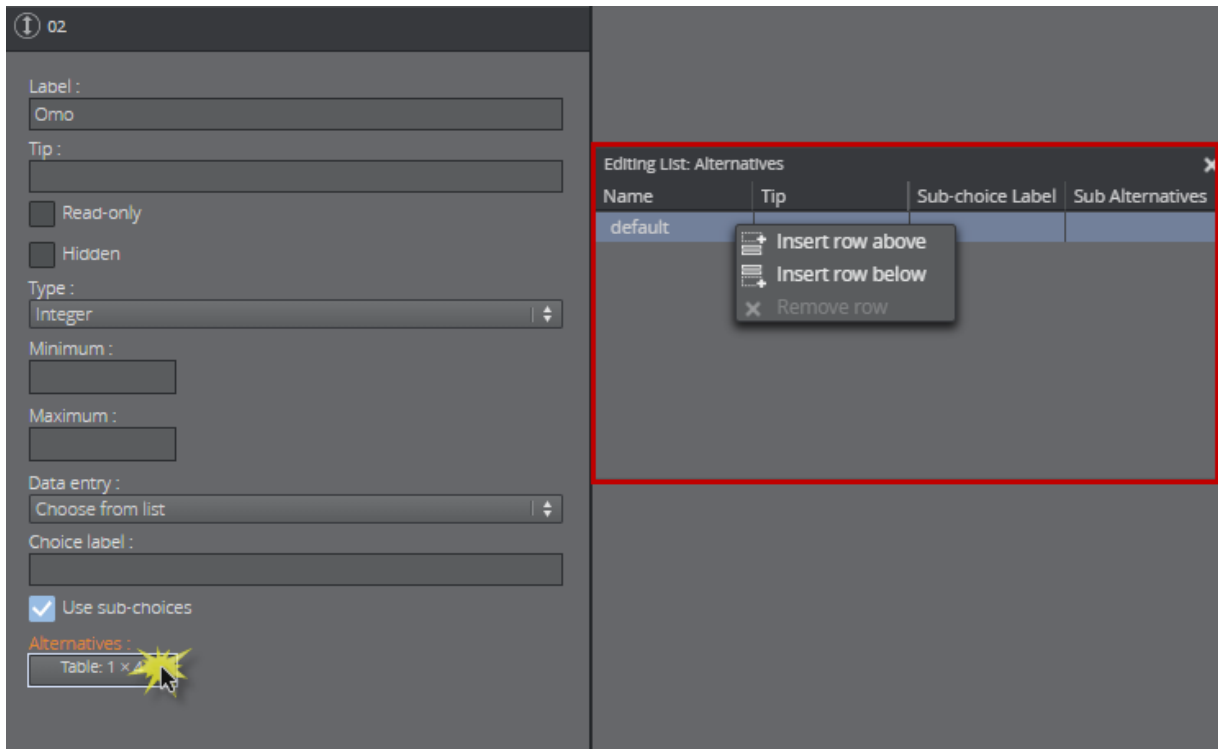 02
Label :
Omo
Tip :
Read-only
Hidden
Type :
Integer
Minimum :
Maximum :
Data entry :
Choose from list
Choice label :
Use sub-choices
Alternatives :
Table: 1 × 4
Editing List: Alternatives
Name Tip Sub-choice Label Sub Alternatives
default
Insert row above
Insert row below
Remove row